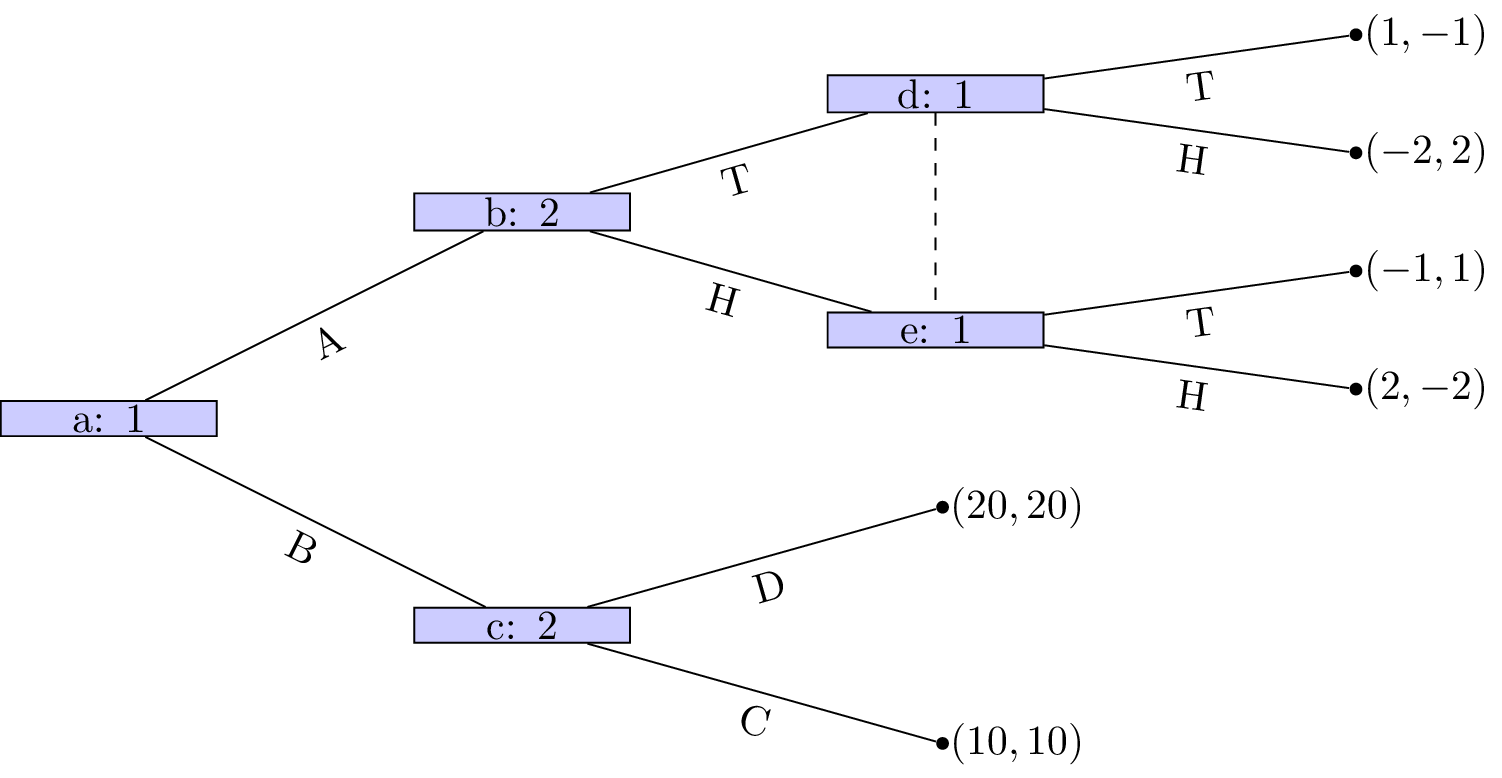 (1, −1)
d: 1
T
(−2, 2)
H
b: 2
T
(−1, 1)
H
e: 1
T
A
(2, −2)
H
a: 1
(20, 20)
B
D
c: 2
C
(10, 10)